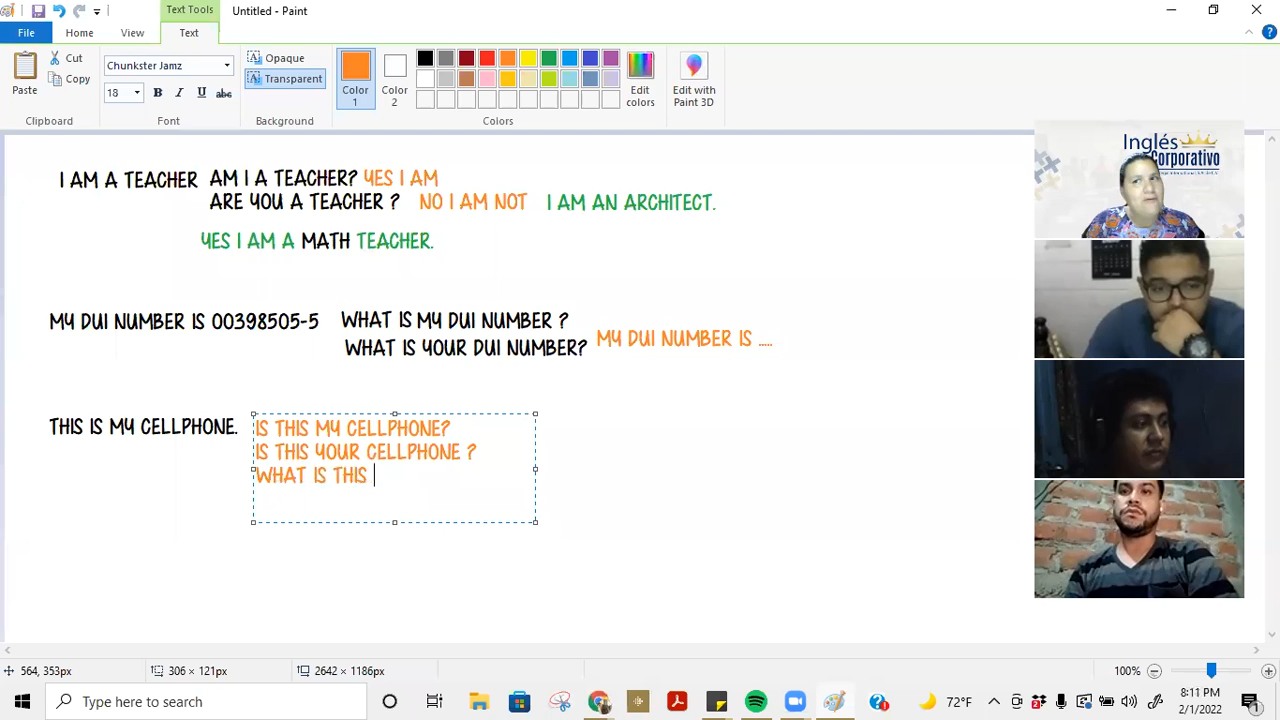 Text Tools
Untitled - Paint
File
Home
View
Text
Paste
Cut
Copy
Clipboard
Chunkster Jamz
18
B
I
U
abc
Font
Opaque
Transparent
Background
Color 1
Color 2
Edit colors
Colors
Edit with Paint 3D
I AM A TEACHER
AM I A TEACHER? YES I AM
ARE YOU A TEACHER ? NO I AM NOT I AM AN ARCHITECT.
YES I AM A MATH TEACHER.
MY DUI NUMBER IS 00398505-5
WHAT IS MY DUI NUMBER ?
WHAT IS YOUR DUI NUMBER? MY DUI NUMBER IS .....
THIS IS MY CELLPHONE.
IS THIS MY CELLPHONE?
IS THIS YOUR CELLPHONE ?
WHAT IS THIS
Inglés
Corporativo
564, 353px
306 × 121px
2642 × 1186px
100%
Type here to search
72°F
8:11 PM
2/1/2022